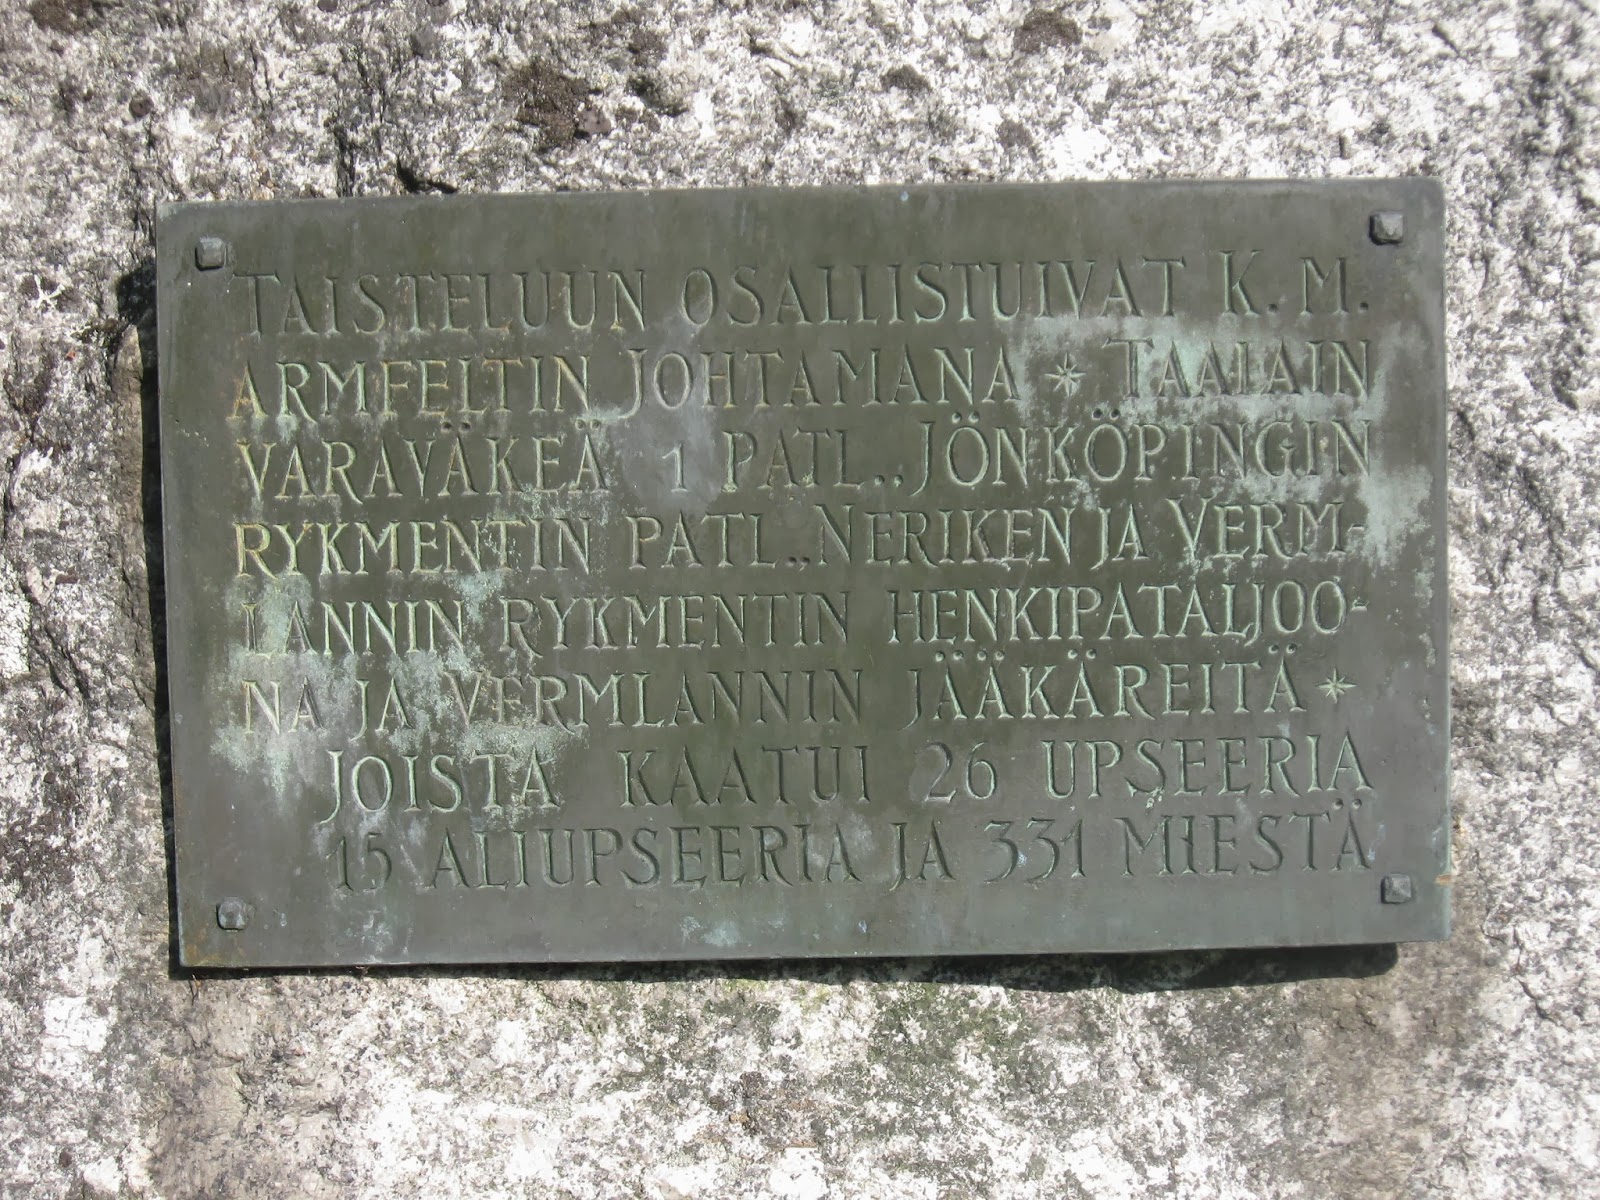 TAISTELUUN OSALLISTUIVAT K. M.
ARMFELTIN JOHTAMANA * TAALAIN
VARAVÄKEÄ 1 PATL.. JÖNKÖPINGIN
RYKMENTIN PATL.. NERIKEN JA VERM-
LANNIN RYKMENTIN HENKIPATALJOO-
NA JA VERMLANNIN JÄÄKÄREITÄ *
JOISTA KAATUI 26 UPSEERIA
15 ALIUPSEERIA JA 331 MIESTÄ